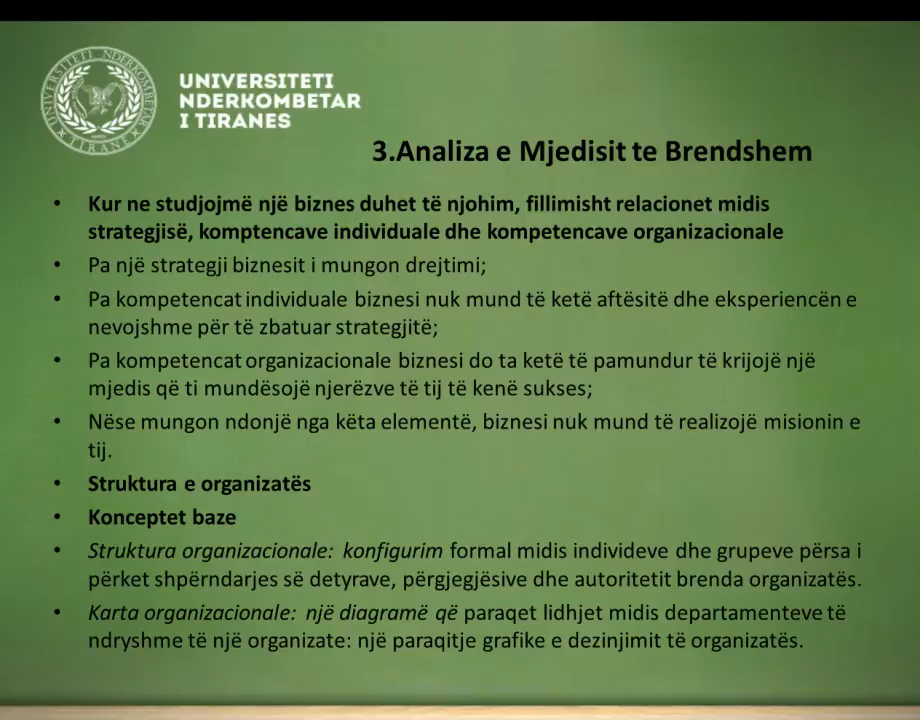 UNIVERSITETI NDERKOMBETAR
TIRANE
UNIVERSITETI
NDERKOMBETAR
I TIRANES
3.Analiza e Mjedisit te Brendshem
• Kur ne studjojmë një biznes duhet të njohim, fillimisht relacionet midis
strategjisë, komptencave individuale dhe kompetencave organizacionale
• Pa një strategji biznesit i mungon drejtimi;
• Pa kompetencat individuale biznesi nuk mund të ketë aftësitë dhe eksperiencën e
nevojshme për të zbatuar strategjitë;
• Pa kompetencat organizacionale biznesi do ta ketë të pamundur të krijojë një
mjedis që ti mundësojë njerëzve të tij të kenë sukses;
• Nëse mungon ndonjë nga këta elementë, biznesi nuk mund të realizojë misionin e
tij.
• Struktura e organizatës
• Konceptet baze
• Struktura organizacionale: konfigurim formal midis individeve dhe grupeve përsa i
përket shpërndarjes së detyrave, përgjegjësive dhe autoritetit brenda organizatës.
• Karta organizacionale: një diagramë që paraqet lidhjet midis departamenteve të
ndryshme të një organizate: një paraqitje grafike e dezinjimit të organizatës.